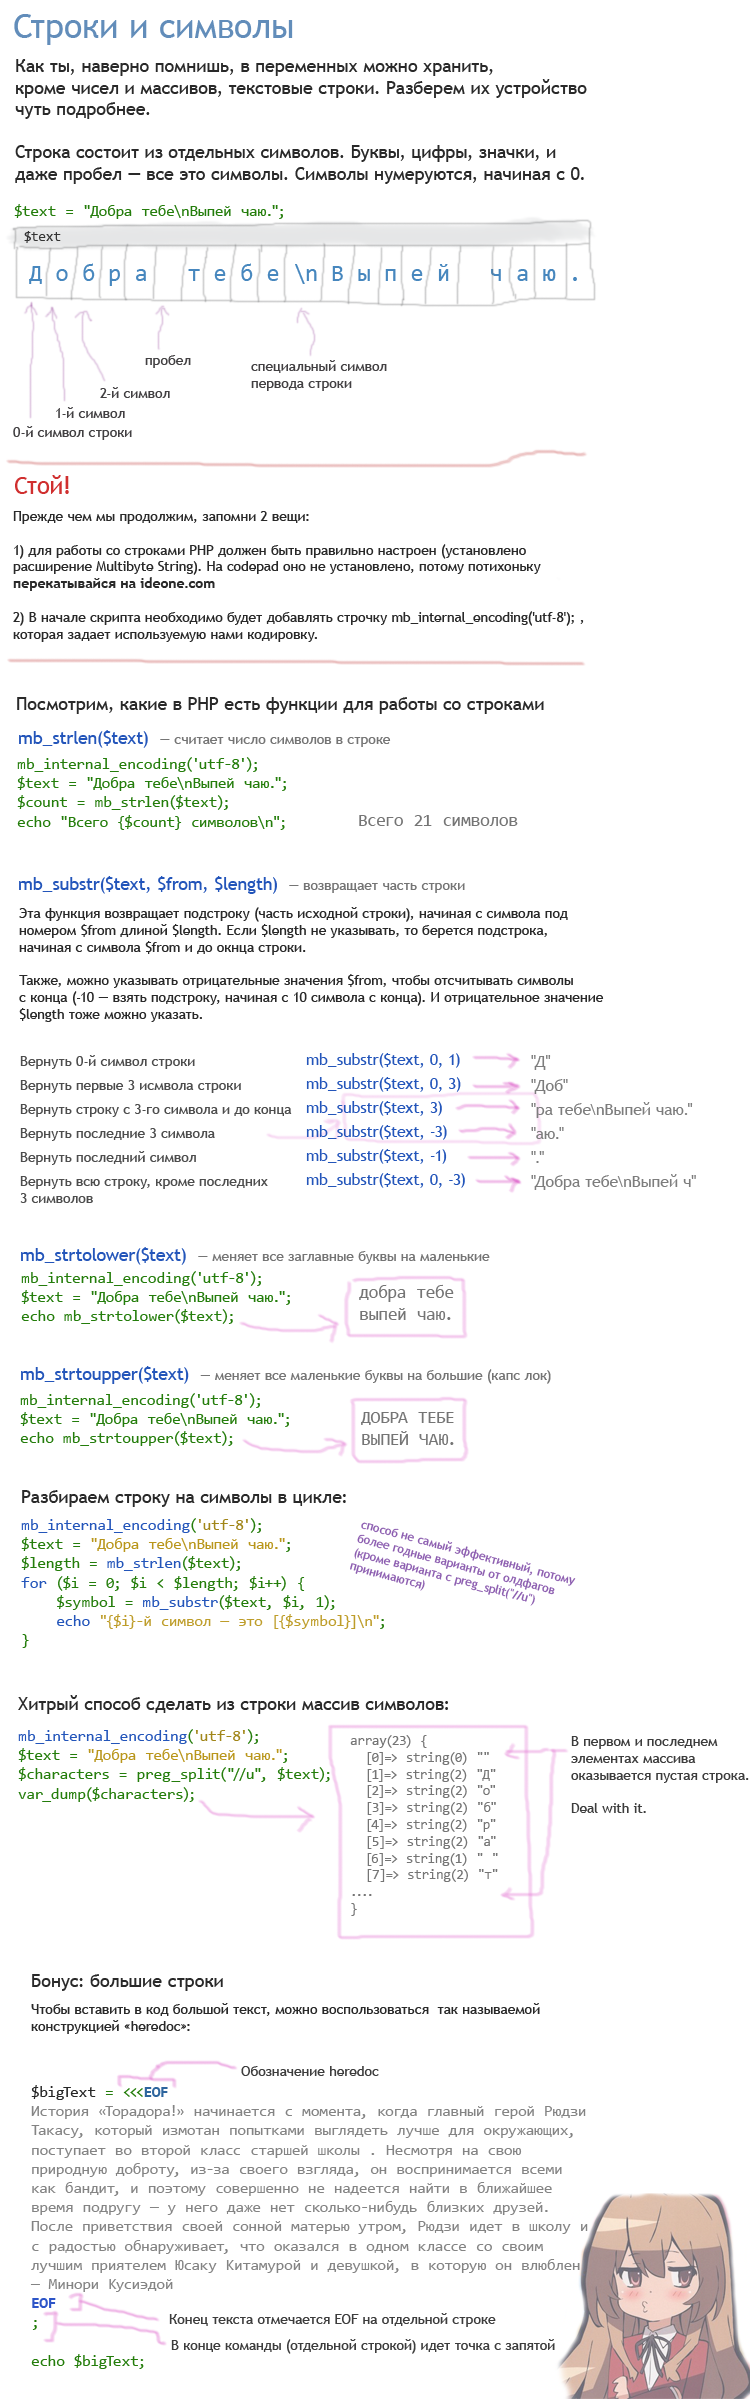 Строки и символы
Как ты, наверно помнишь, в переменных можно хранить,
кроме чисел и массивов, текстовые строки. Разберем их устройство
чуть подробнее.
Строка состоит из отдельных символов. Буквы, цифры, значки, и
даже пробел — все это символы. Символы нумеруются, начиная с 0.
$text = "Добра тебе\nВыпей чаю.";
$text
Добра тебе\nВыпей чаю.
пробел
специальный символ
первода строки
2-й символ
1-й символ
0-й символ строки
Стой!
Прежде чем мы продолжим, запомни 2 вещи:
1) для работы со строками PHP должен быть правильно настроен (установлено
расширение Multibyte String). На codepad оно не установлено, потому потихоньку
перекатывайся на ideone.com
2) В начале скрипта необходимо будет добавлять строчку mb_internal_encoding('utf-8'); ,
которая задает используемую нами кодировку.
Посмотрим, какие в PHP есть функции для работы со строками
mb_strlen($text) — считает число символов в строке
mb_internal_encoding('utf-8');
$text = "Добра тебе\nВыпей чаю.";
$count = mb_strlen($text);
echo "Всего {$count} символов\n"; Всего 21 символов
mb_substr($text, $from, $length) — возвращает часть строки
Эта функция возвращает подстроку (часть исходной строки), начиная с символа под
номером $from длиной $length. Если $length не указывать, то берется подстрока,
начиная с символа $from и до окнца строки.
Также, можно указывать отрицательные значения $from, чтобы отсчитывать символы
с конца (-10 — взять подстроку, начиная с 10 символа с конца). И отрицательное значение
$length тоже можно указать.
Вернуть 0-й символ строки mb_substr($text, 0, 1) "Д"
Вернуть первые 3 исмвола строки mb_substr($text, 0, 3) "Доб"
Вернуть строку с 3-го символа и до конца mb_substr($text, 3) "ра тебе\nВыпей чаю."
Вернуть последние 3 символа mb_substr($text, -3) "аю."
Вернуть последний символ mb_substr($text, -1) "."
Вернуть всю строку, кроме последних mb_substr($text, 0, -3) "Добра тебе\nВыпей ч"
3 символов
mb_strtolower($text) — меняет все заглавные буквы на маленькие
mb_internal_encoding('utf-8');
$text = "Добра тебе\nВыпей чаю.";
echo mb_strtolower($text);
добра тебе
выпей чаю.
mb_strtoupper($text) — меняет все маленькие буквы на большие (капс лок)
mb_internal_encoding('utf-8');
$text = "Добра тебе\nВыпей чаю.";
echo mb_strtoupper($text);
ДОБРА ТЕБЕ
ВЫПЕЙ ЧАЮ.
Разбираем строку на символы в цикле:
mb_internal_encoding('utf-8');
$text = "Добра тебе\nВыпей чаю.";
$length = mb_strlen($text);
for ($i = 0; $i < $length; $i++) {
$symbol = mb_substr($text, $i, 1);
echo "{$i}-й символ — это [{$symbol}]\n";
}
способ не самый эффективный, потому
более годные варианты от олдфагов
(кроме варианта с preg_split("//u")
принимаются)
Хитрый способ сделать из строки массив символов:
mb_internal_encoding('utf-8');
$text = "Добра тебе\nВыпей чаю.";
$characters = preg_split("//u", $text);
var_dump($characters);
array(23) {
[0]=> string(0) ""
[1]=> string(2) "Д"
[2]=> string(2) "о"
[3]=> string(2) "б"
[4]=> string(2) "р"
[5]=> string(2) "а"
[6]=> string(1) " "
[7]=> string(2) "т"
....
}
В первом и последнем
элементах массива
оказывается пустая строка.
Deal with it.
Бонус: большие строки
Чтобы вставить в код большой текст, можно воспользоваться так называемой
конструкцией «heredoc»:
Обозначение heredoc
$bigText = <<<EOF
История «Торадора!» начинается с момента, когда главный герой Рюдзи
Такасу, который измотан попытками выглядеть лучше для окружающих,
поступает во второй класс старшей школы . Несмотря на свою
природную доброту, из-за своего взгляда, он воспринимается всеми
как бандит, и поэтому совершенно не надеется найти в ближайшее
время подругу — у него даже нет сколько-нибудь близких друзей.
После приветствия своей сонной матерью утром, Рюдзи идет в школу и
с радостью обнаруживает, что оказался в одном классе со своим
лучшим приятелем Юсаку Китамурой и девушкой, в которую он влюблен
— Минори Кусиэдой
EOF
;
Конец текста отмечается EOF на отдельной строке
В конце команды (отдельной строкой) идет точка с запятой
echo $bigText;